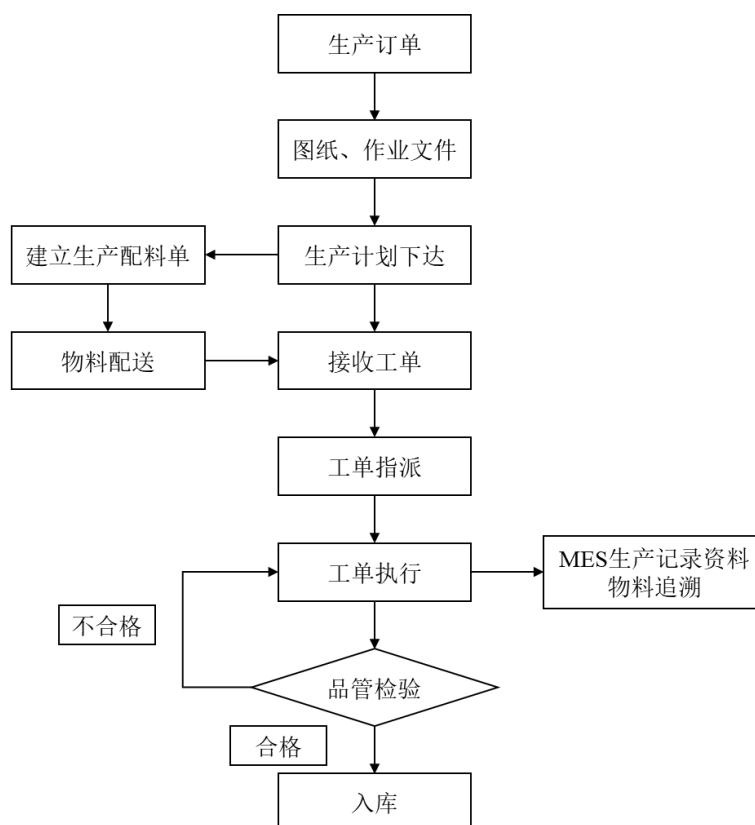 生产订单
图纸、作业文件
建立生产配料单
生产计划下达
物料配送
接收工单
工单指派
工单执行
MES生产记录资料
物料追溯
不合格
品管检验
合格
入库